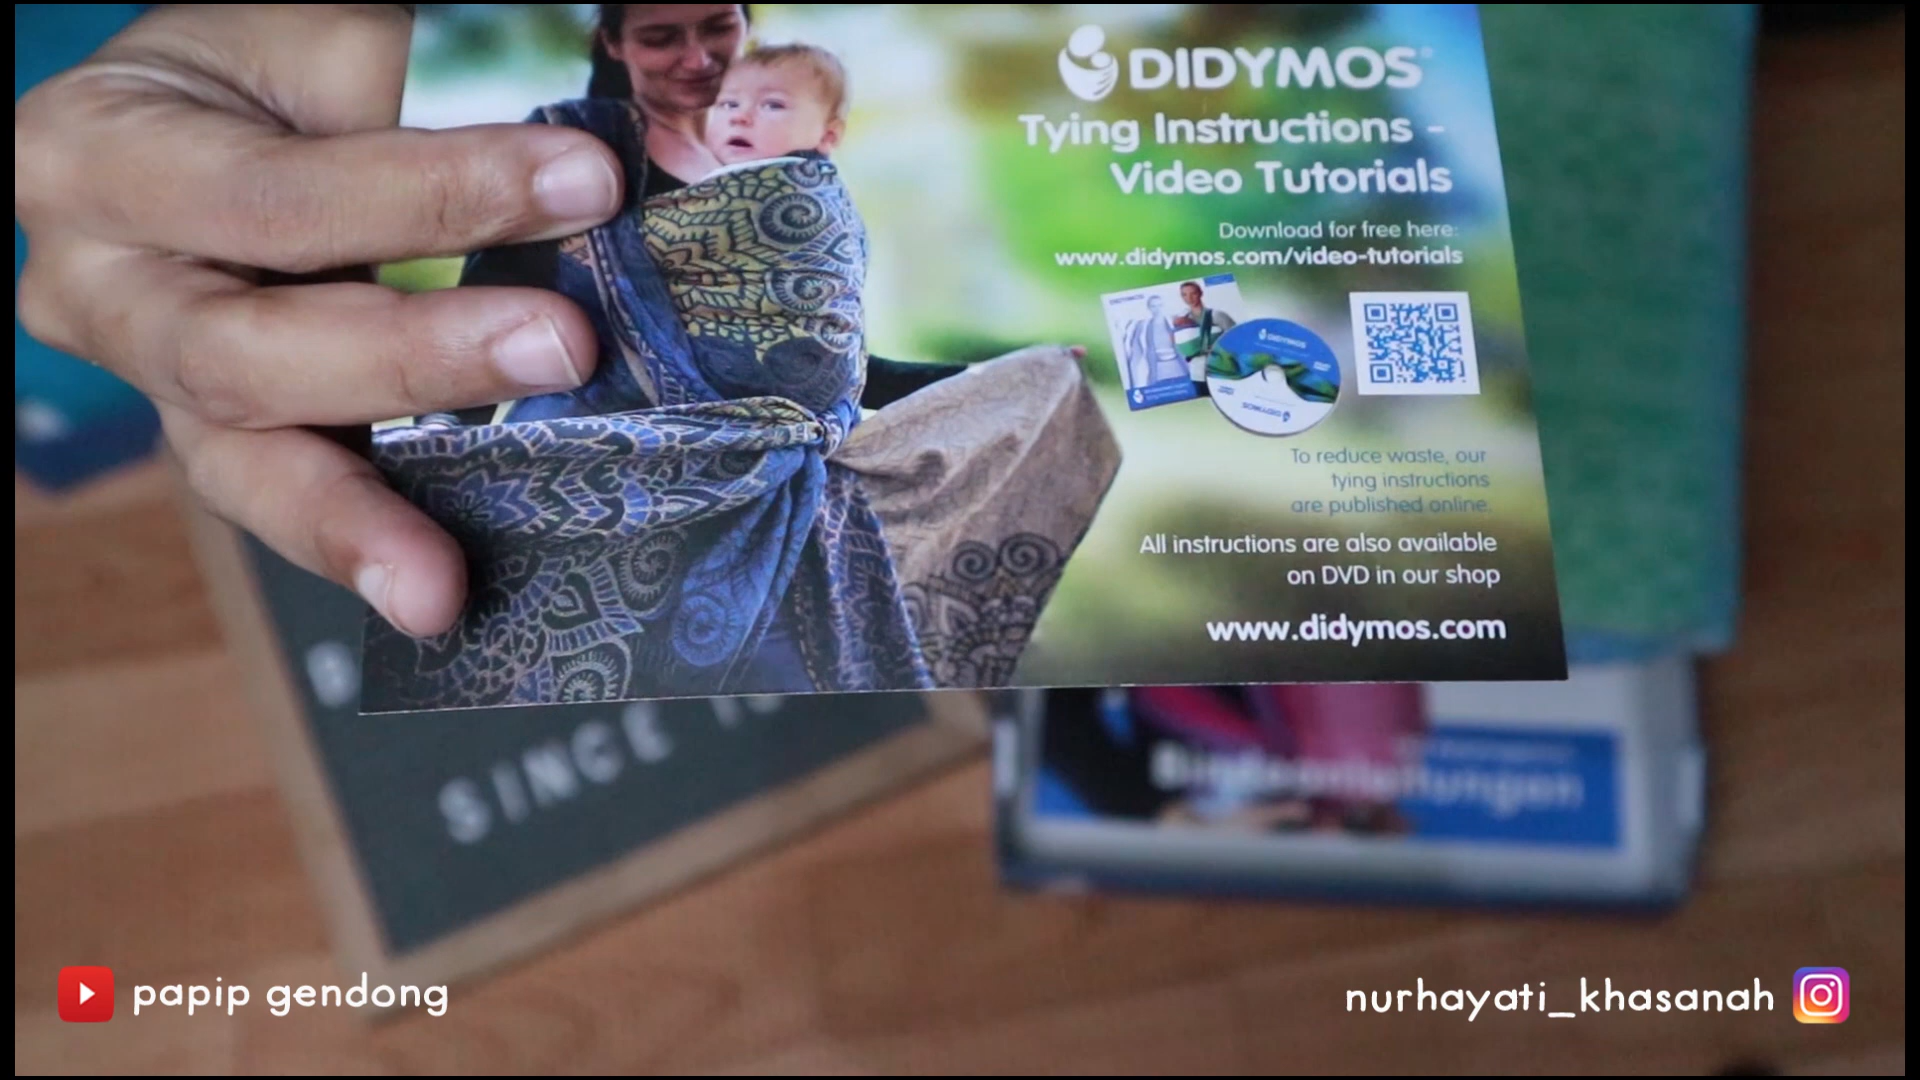 DIDYMOS
Tying Instructions -
Video Tutorials
Download for free here:
www.didymos.com/video-tutorials
DIDYMOS
To reduce waste, our
tying instructions
are published online.
All instructions are also available
on DVD in our shop
www.didymos.com
SINCE
Bindeanleitungen
papip gendong
nurhayati_khasanah